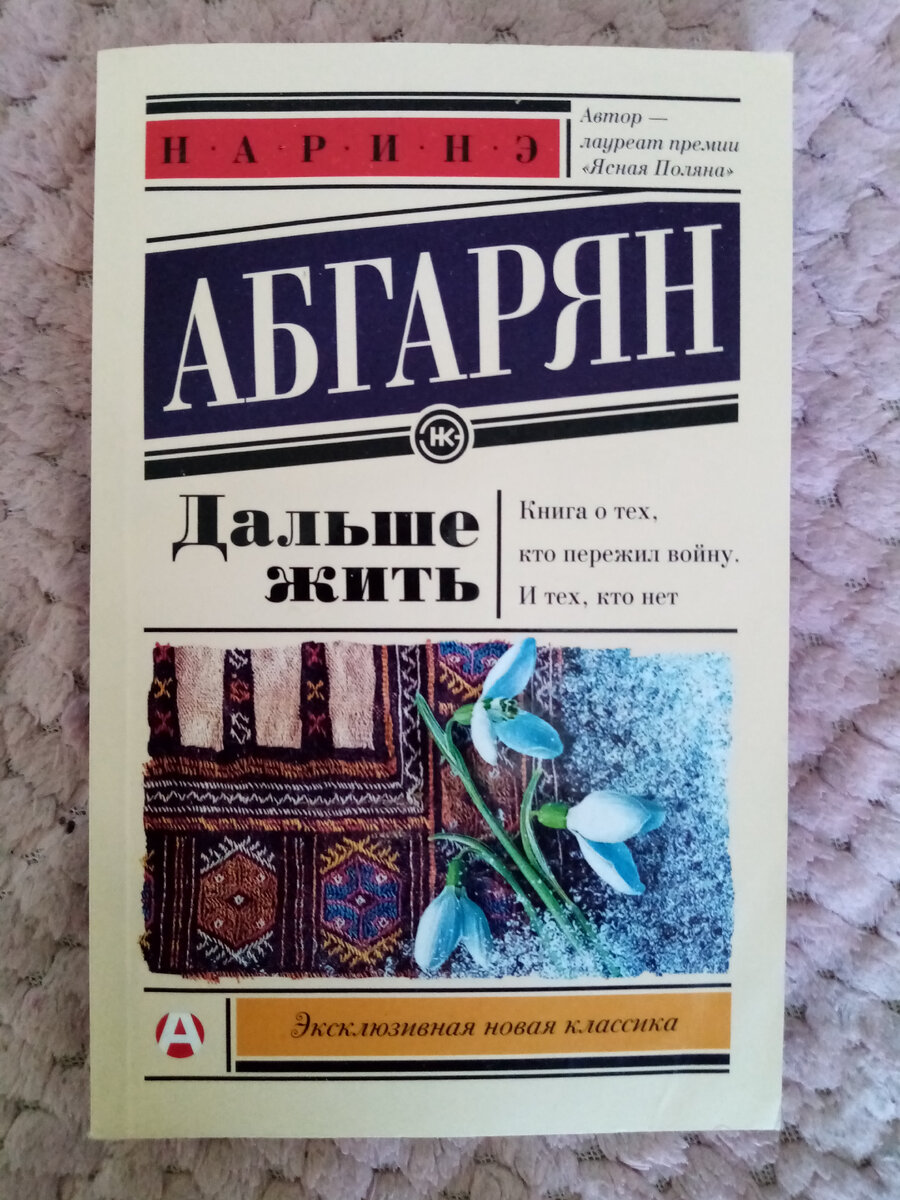 Н·А·Р·И·Н·Э
Автор —
лауреат премии
«Ясная Поляна»
АБГАРЯН
НК
Дальше
жить
Книга о тех,
кто пережил войну.
И тех, кто нет
А
Эксклюзивная новая классика